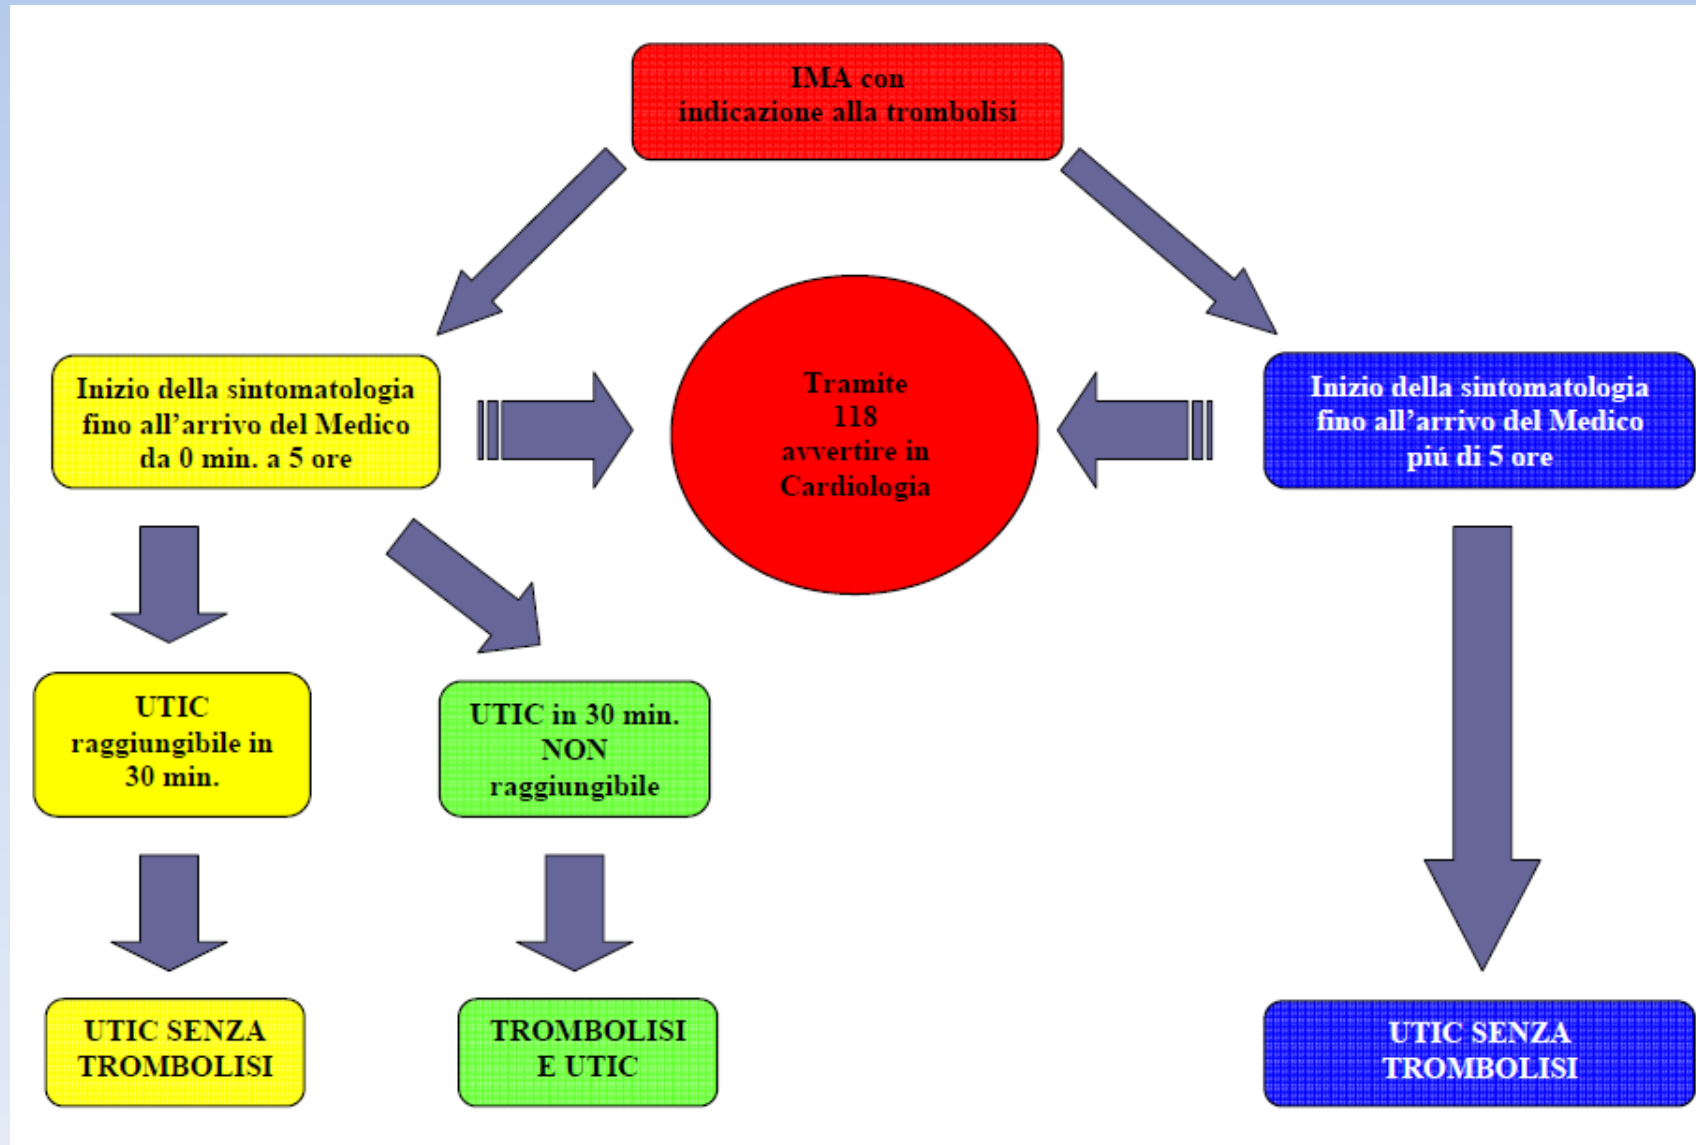 IMA con
indicazione alla trombolisi
Inizio della sintomatologia
fino all'arrivo del Medico
da 0 min. a 5 ore
Tramite
118
avvertire in
Cardiologia
Inizio della sintomatologia
fino all'arrivo del Medico
piú di 5 ore
UTIC
raggiungibile in
30 min.
UTIC in 30 min.
NON
raggiungibile
UTIC SENZA
TROMBOLISI
TROMBOLISI
E UTIC
UTIC SENZA
TROMBOLISI